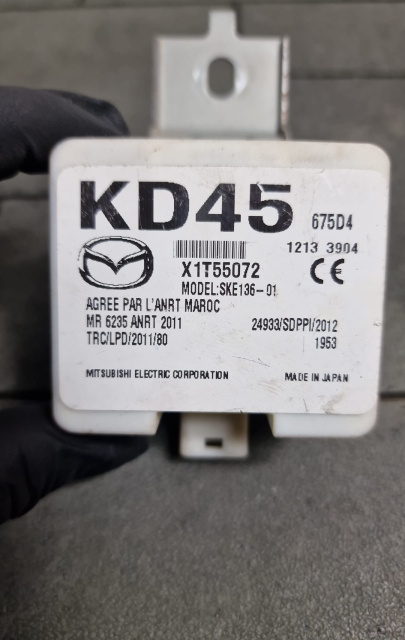 KD45 675D4
1213 3904
X1T55072 CE
MODEL:SKE136-01
AGREE PAR L'ANRT MAROC
MR 6235 ANRT 2011 24933/SDPPI/2012
TRC/LPD/2011/80 1953
MITSUBISHI ELECTRIC CORPORATION MADE IN JAPAN